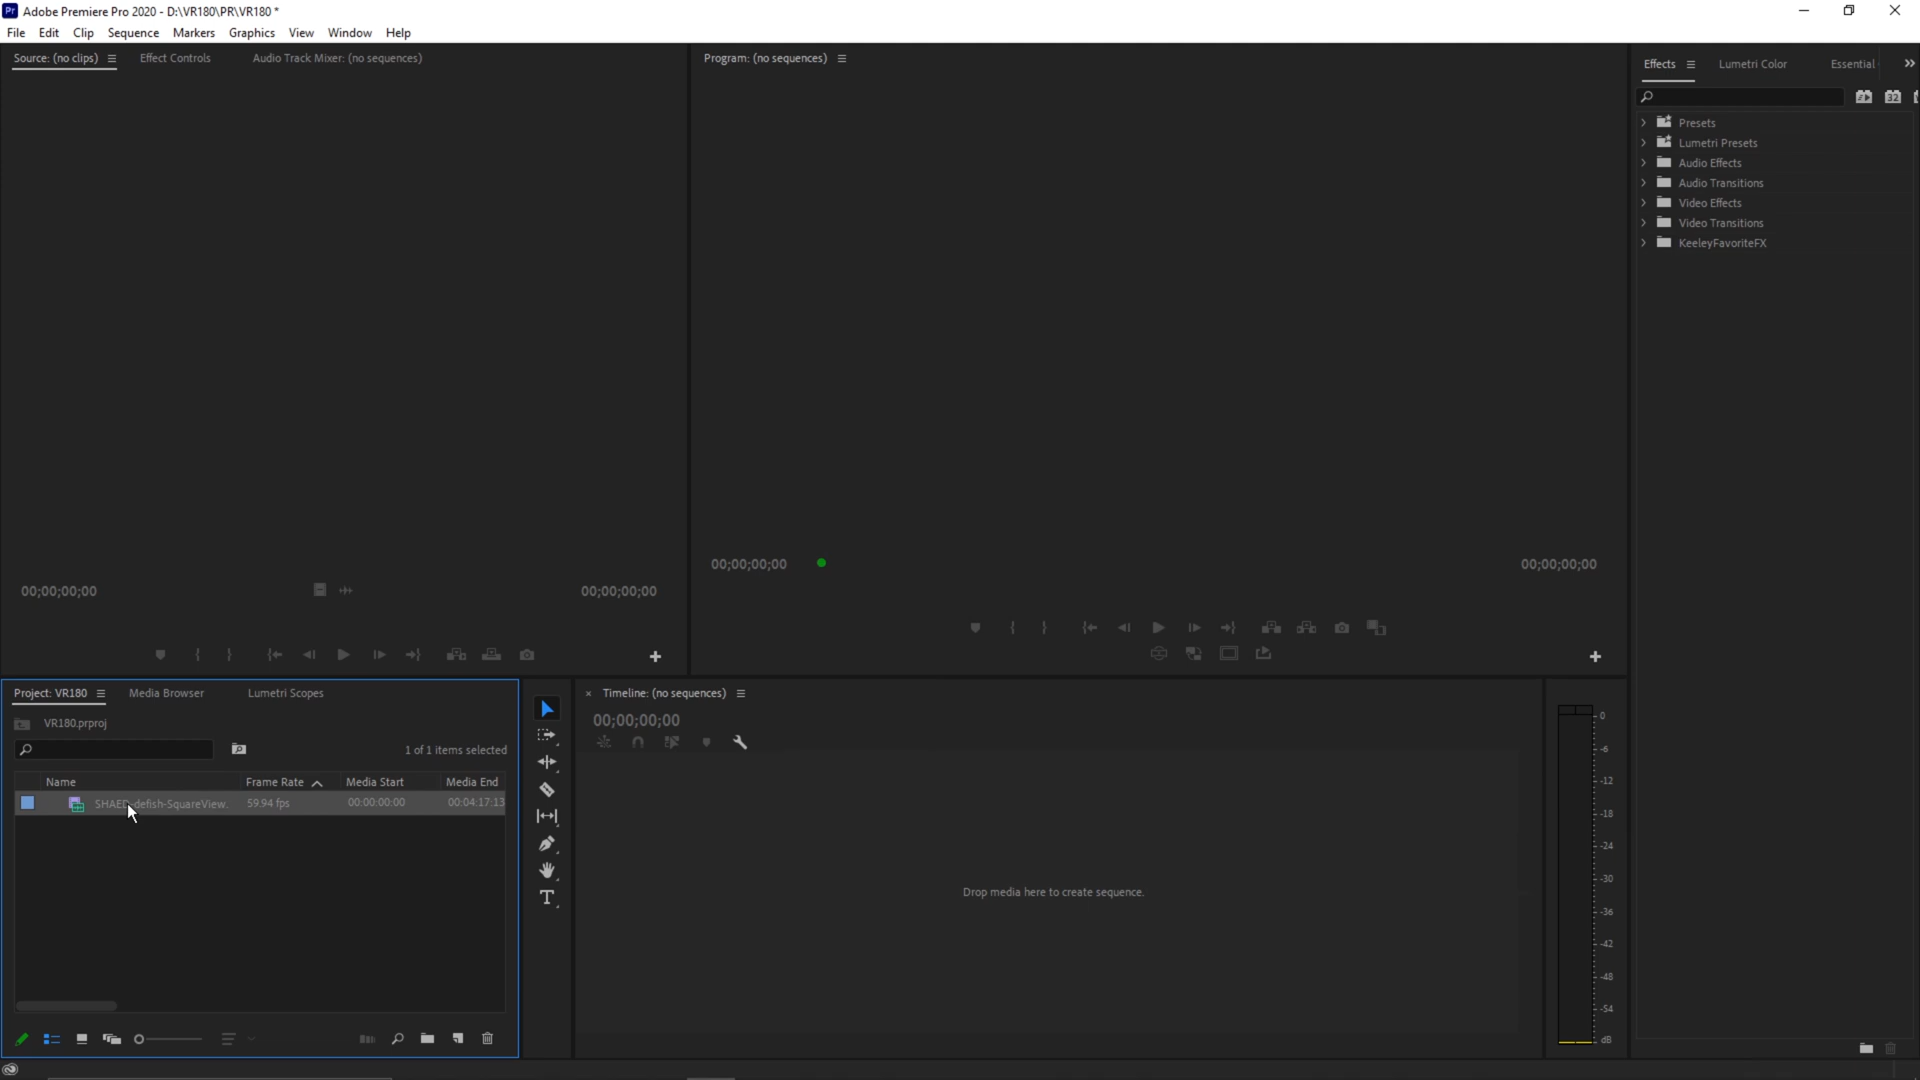 Adobe Premiere Pro 2020 - D:\VR180\PR\VR180 *
File Edit Clip Sequence Markers Graphics View Window Help
Source: (no clips) Effect Controls Audio Track Mixer: (no sequences)
Program: (no sequences)
Effects Lumetri Color Essential
32
Presets
Lumetri Presets
Audio Effects
Audio Transitions
Video Effects
Video Transitions
KeeleyFavoriteFX
00;00;00;00 00;00;00;00
00;00;00;00 00;00;00;00
Project: VR180 Media Browser Lumetri Scopes
VR180.prproj
1 of 1 items selected
Name Frame Rate Media Start Media End
SHAED-defish-SquareView. 59.94 fps 00:00:00:00 00:04:17:13
Timeline: (no sequences)
00;00;00;00
Drop media here to create sequence.
0
-6
-12
-18
-24
-30
-36
-42
-48
-54
dB